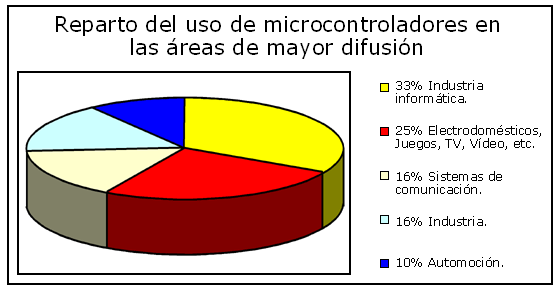 Reparto del uso de microcontroladores en
las áreas de mayor difusión
33% Industria
informática.
25% Electrodomésticos,
Juegos, TV, Vídeo, etc.
16% Sistemas de
comunicación.
16% Industria.
10% Automoción.